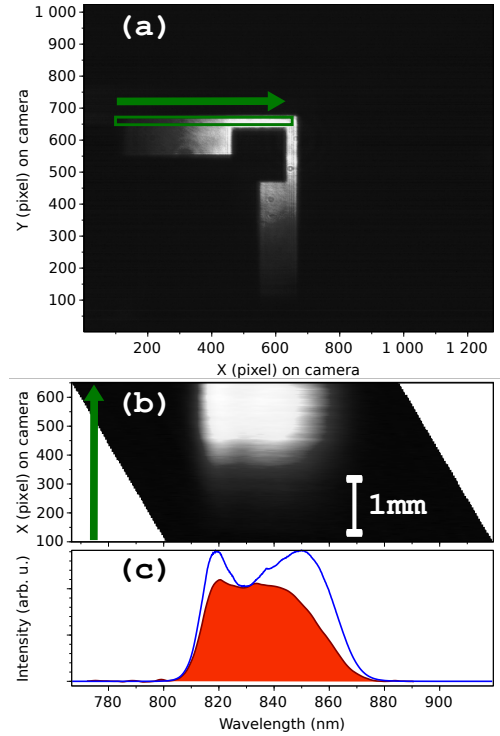 (a)
1 000
900
800
700
600
500
400
300
200
100
Y (pixel) on camera
200 400 600 800 1 000 1 200
X (pixel) on camera
(b)
600
500
400
300
200
100
X (pixel) on camera
1mm
(c)
Intensity (arb. u.)
780 800 820 840 860 880 900
Wavelength (nm)